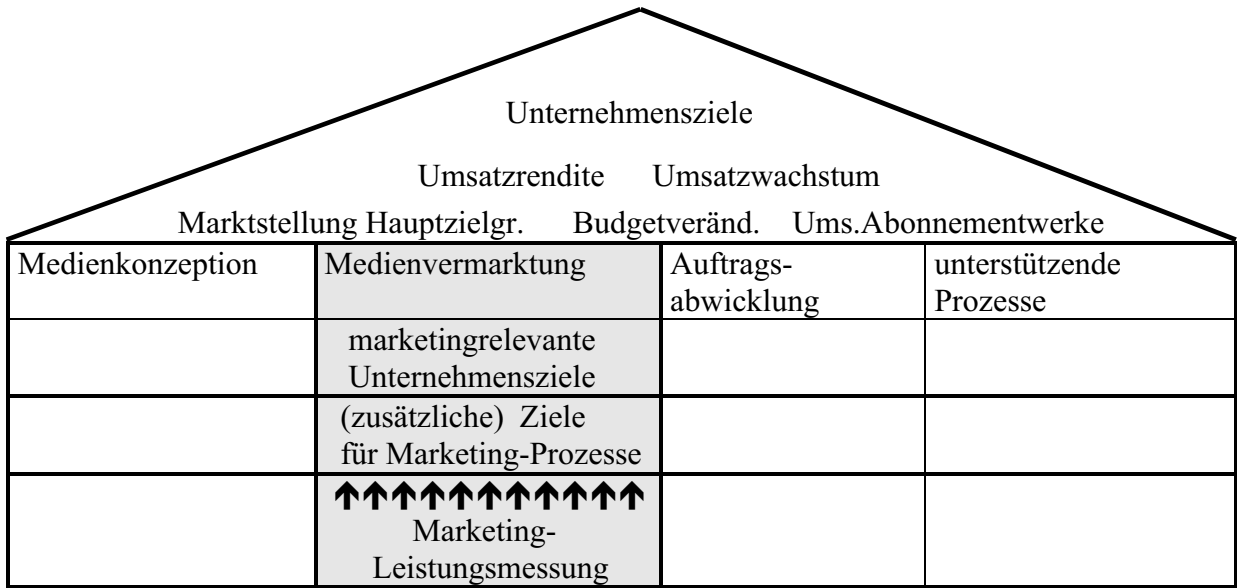 Unternehmensziele
Umsatzrendite Umsatzwachstum
Marktstellung Hauptzielgr. Budgetveränd. Ums.Abonnementwerke
Medienkonzeption
Medienvermarktung
Auftrags-
abwicklung
unterstützende
Prozesse
marketingrelevante
Unternehmensziele
(zusätzliche) Ziele
für Marketing-Prozesse
↑↑↑↑↑↑↑↑↑↑↑
Marketing-
Leistungsmessung